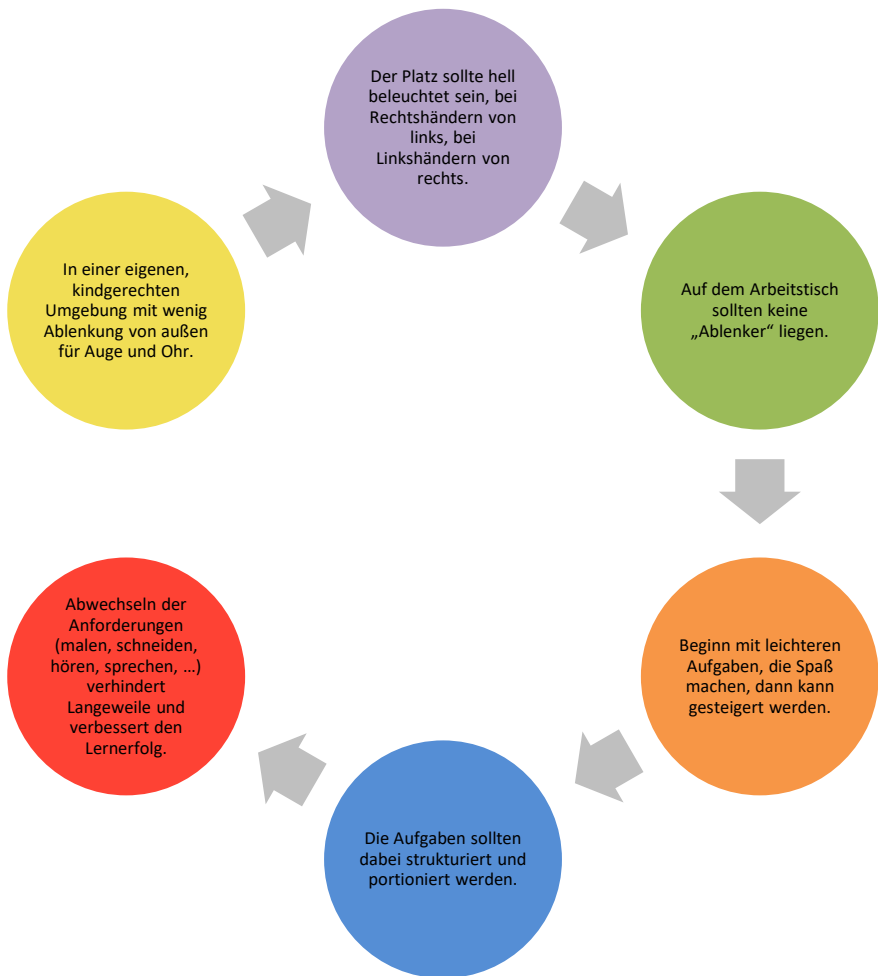 In einer eigenen,
kindgerechten
Umgebung mit wenig
Ablenkung von außen
für Auge und Ohr.
Der Platz sollte hell
beleuchtet sein, bei
Rechtshändern von
links, bei
Linkshändern von
rechts.
Auf dem Arbeitstisch
sollten keine
„Ablenker“ liegen.
Beginn mit leichteren
Aufgaben, die Spaß
machen, dann kann
gesteigert werden.
Die Aufgaben sollten
dabei strukturiert und
portioniert werden.
Abwechseln der
Anforderungen
(malen, schneiden,
hören, sprechen, …)
verhindert
Langeweile und
verbessert den
Lernerfolg.